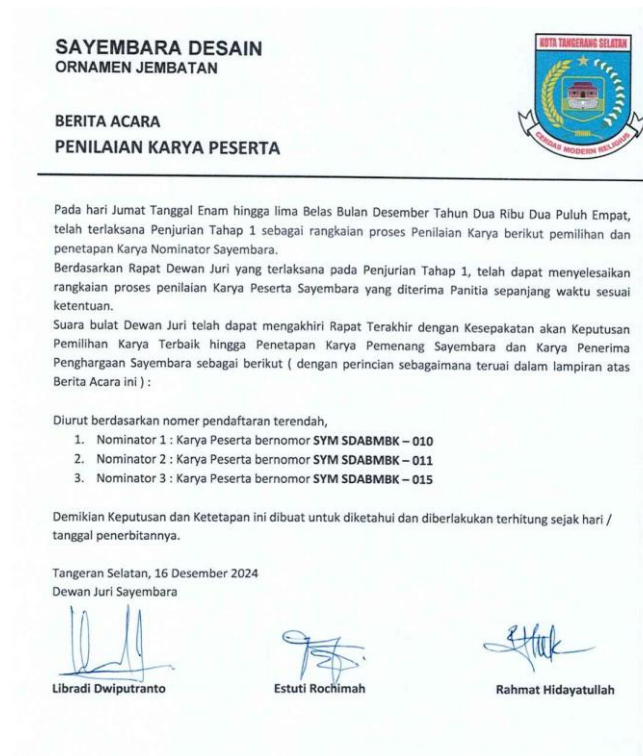 SAYEMBARA DESAIN
ORNAMEN JEMBATAN
KOTA TANGERANG SELATAN
CERDAS MODERN RELIGIUS
BERITA ACARA
PENILAIAN KARYA PESERTA
Pada hari Jumat Tanggal Enam hingga lima Belas Bulan Desember Tahun Dua Ribu Dua Puluh Empat,
telah terlaksana Penjurian Tahap 1 sebagai rangkaian proses Penilaian Karya berikut pemilihan dan
penetapan Karya Nominator Sayembara.
Berdasarkan Rapat Dewan Juri yang terlaksana pada Penjurian Tahap 1, telah dapat menyelesaikan
rangkaian proses penilaian Karya Peserta Sayembara yang diterima Panitia sepanjang waktu sesuai
ketentuan.
Suara bulat Dewan Juri telah dapat mengakhiri Rapat Terakhir dengan Kesepakatan akan Keputusan
Pemilihan Karya Terbaik hingga Penetapan Karya Pemenang Sayembara dan Karya Penerima
Penghargaan Sayembara sebagai berikut ( dengan perincian sebagaimana teruai dalam lampiran atas
Berita Acara ini ) :
Diurut berdasarkan nomer pendaftaran terendah,
1. Nominator 1 : Karya Peserta bernomor SYM SDABMBK – 010
2. Nominator 2 : Karya Peserta bernomor SYM SDABMBK – 011
3. Nominator 3 : Karya Peserta bernomor SYM SDABMBK – 015
Demikian Keputusan dan Ketetapan ini dibuat untuk diketahui dan diberlakukan terhitung sejak hari /
tanggal penerbitannya.
Tangeran Selatan, 16 Desember 2024
Dewan Juri Sayembara
Libradi Dwiputranto
Estuti Rochimah
Rahmat Hidayatullah